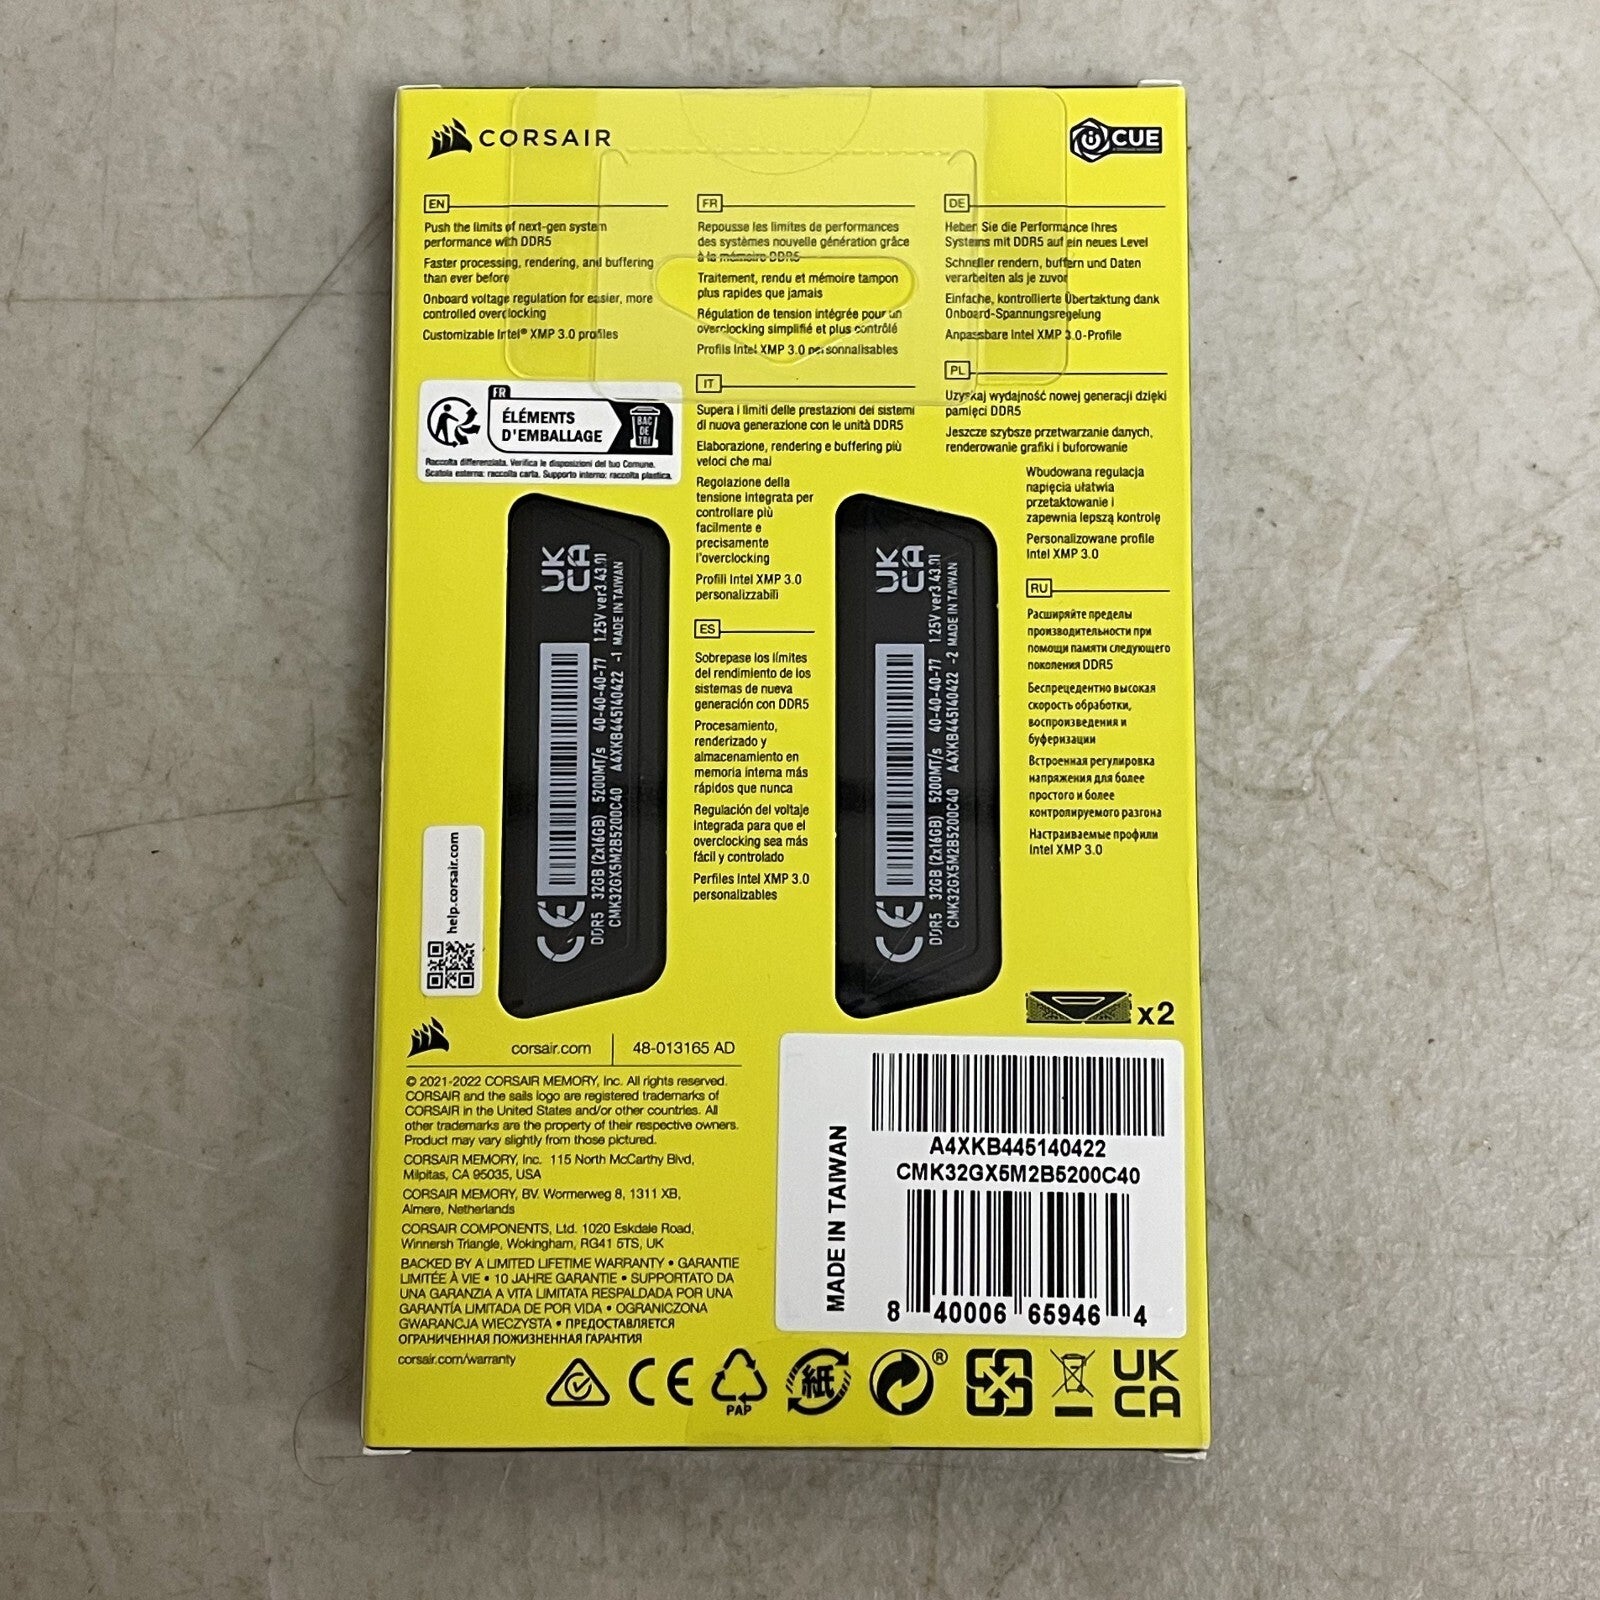 CORSAIR
iCUE
EN
Push the limits of next-gen system
performance with DDR5
Faster processing, rendering, and buffering
than ever before
Onboard voltage regulation for easier, more
controlled overclocking
Customizable Intel® XMP 3.0 profiles
FR
Repousse les limites de performances
des systèmes nouvelle génération grâce
à la mémoire DDR5
Traitement, rendu et mémoire tampon
plus rapides que jamais
Régulation de tension intégrée pour un
overclocking simplifié et plus contrôlé
Profils Intel XMP 3.0 personnalisables
DE
Heben Sie die Performance Ihres
Systems mit DDR5 auf ein neues Level
Schneller rendern, buffern und Daten
verarbeiten als je zuvor
Einfache, kontrollierte Übertaktung dank
Onboard-Spannungsregelung
Anpassbare Intel XMP 3.0-Profile
FR
ÉLÉMENTS
D'EMBALLAGE
BAC
DE
TRI
Raccolta differenziata. Verifica le disposizioni del tuo Comune.
Scatola esterna: raccolta carta. Supporto interno: raccolta plastica.
IT
Supera i limiti delle prestazioni dei sistemi
di nuova generazione con le unità DDR5
Elaborazione, rendering e buffering più
veloci che mai
Regolazione della
tensione integrata per
controllare più
facilmente e
precisamente
l'overclocking
Profili Intel XMP 3.0
personalizzabili
PL
Uzyskaj wydajność nowej generacji dzięki
pamięci DDR5
Jeszcze szybsze przetwarzanie danych,
renderowanie grafiki i buforowanie
Wbudowana regulacja
napięcia ułatwia
przetaktowanie i
zapewnia lepszą kontrolę
Personalizowane profile
Intel XMP 3.0
ES
Sobrepase los límites
del rendimiento de los
sistemas de nueva
generación con DDR5
Procesamiento,
renderizado y
almacenamiento en
memoria interna más
rápidos que nunca
Regulación del voltaje
integrada para que el
overclocking sea más
fácil y controlado
Perfiles Intel XMP 3.0
personalizables
RU
Расширяйте пределы
производительности при
помощи памяти следующего
поколения DDR5
Беспрецедентно высокая
скорость обработки,
воспроизведения и
буферизации
Встроенная регулировка
напряжения для более
простого и более
контролируемого разгона
Настраиваемые профили
Intel XMP 3.0
CE
UK
CA
DDR5 32GB (2x16GB) 5200MT/s 40-40-40-77 1.25V ver3.43.01
CMK32GX5M2B5200C40 A4XKB445140422 -1 MADE IN TAIWAN
CE
UK
CA
DDR5 32GB (2x16GB) 5200MT/s 40-40-40-77 1.25V ver3.43.01
CMK32GX5M2B5200C40 A4XKB445140422 -2 MADE IN TAIWAN
help.corsair.com
x2
corsair.com
48-013165 AD
© 2021-2022 CORSAIR MEMORY, Inc. All rights reserved.
CORSAIR and the sails logo are registered trademarks of
CORSAIR in the United States and/or other countries. All
other trademarks are the property of their respective owners.
Product may vary slightly from those pictured.
CORSAIR MEMORY, Inc. 115 North McCarthy Blvd,
Milpitas, CA 95035, USA
CORSAIR MEMORY, BV. Wormerweg 8, 1311 XB,
Almere, Netherlands
CORSAIR COMPONENTS, Ltd. 1020 Eskdale Road,
Winnersh Triangle, Wokingham, RG41 5TS, UK
BACKED BY A LIMITED LIFETIME WARRANTY • GARANTIE
LIMITÉE À VIE • 10 JAHRE GARANTIE • SUPPORTATO DA
UNA GARANZIA A VITA LIMITATA RESPALDADA POR UNA
GARANTÍA LIMITADA DE POR VIDA • OGRANICZONA
GWARANCJA WIECZYSTA • ПРЕДОСТАВЛЯЕТСЯ
ОГРАНИЧЕННАЯ ПОЖИЗНЕННАЯ ГАРАНТИЯ
corsair.com/warranty
MADE IN TAIWAN
A4XKB445140422
CMK32GX5M2B5200C40
8 40006 65946 4
CE
PAP
紙
®
UK
CA